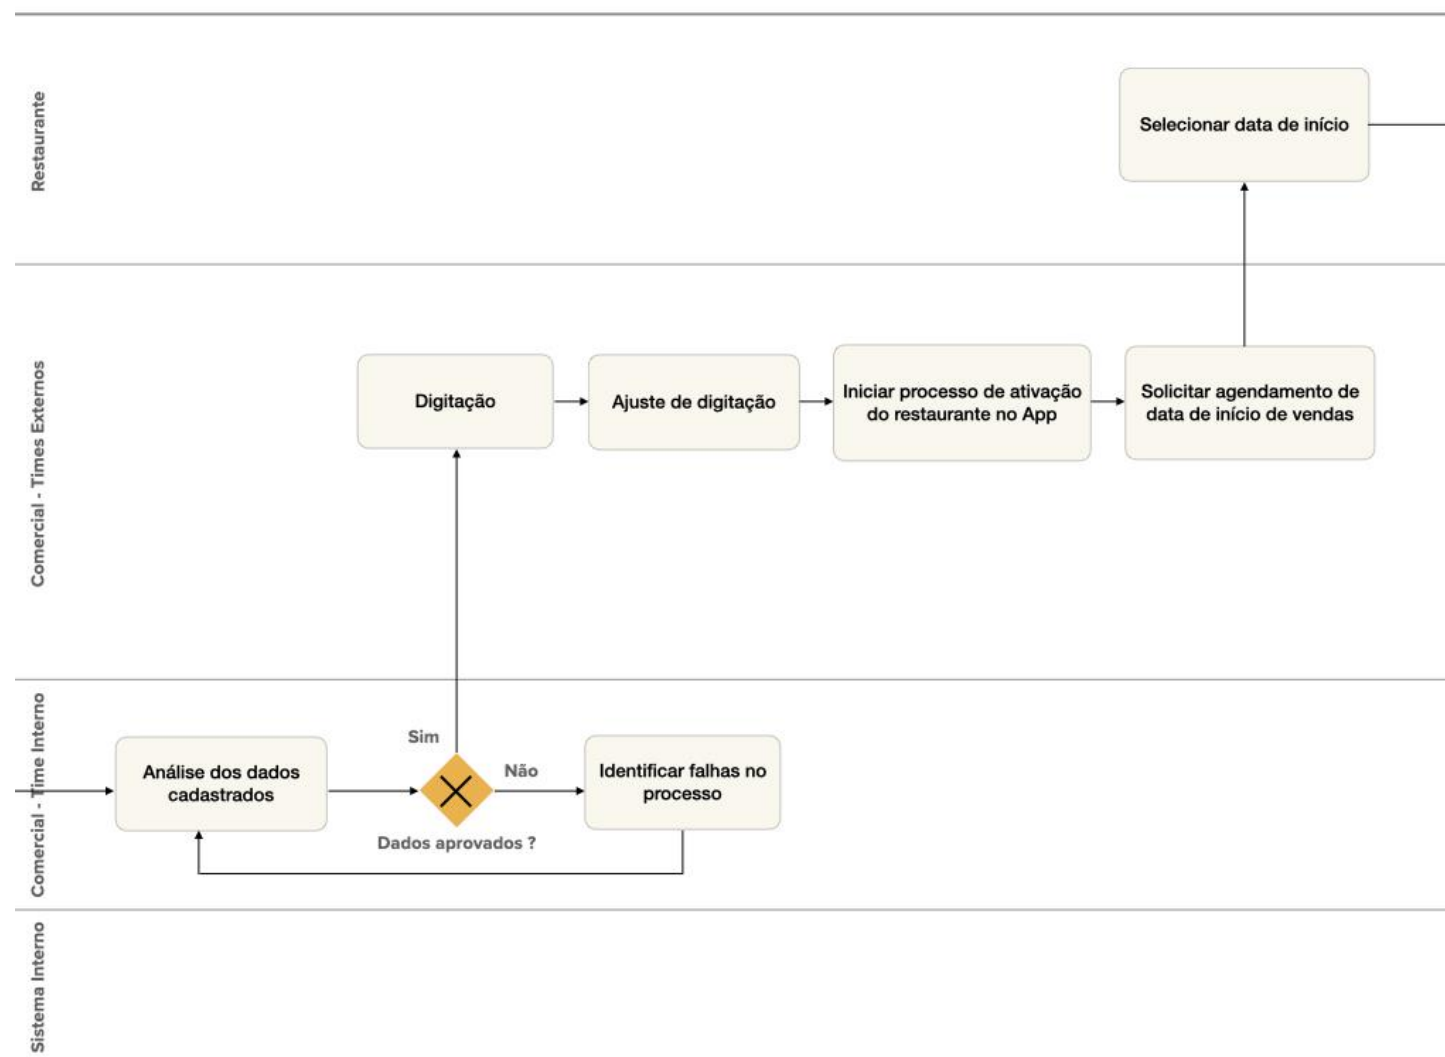 Restaurante
Selecionar data de início
Comercial - Times Externos
Digitação
Ajuste de digitação
Iniciar processo de ativação
do restaurante no App
Solicitar agendamento de
data de início de vendas
Comercial - Time Interno
Análise dos dados
cadastrados
Sim
Não
Dados aprovados ?
Identificar falhas no
processo
Sistema Interno